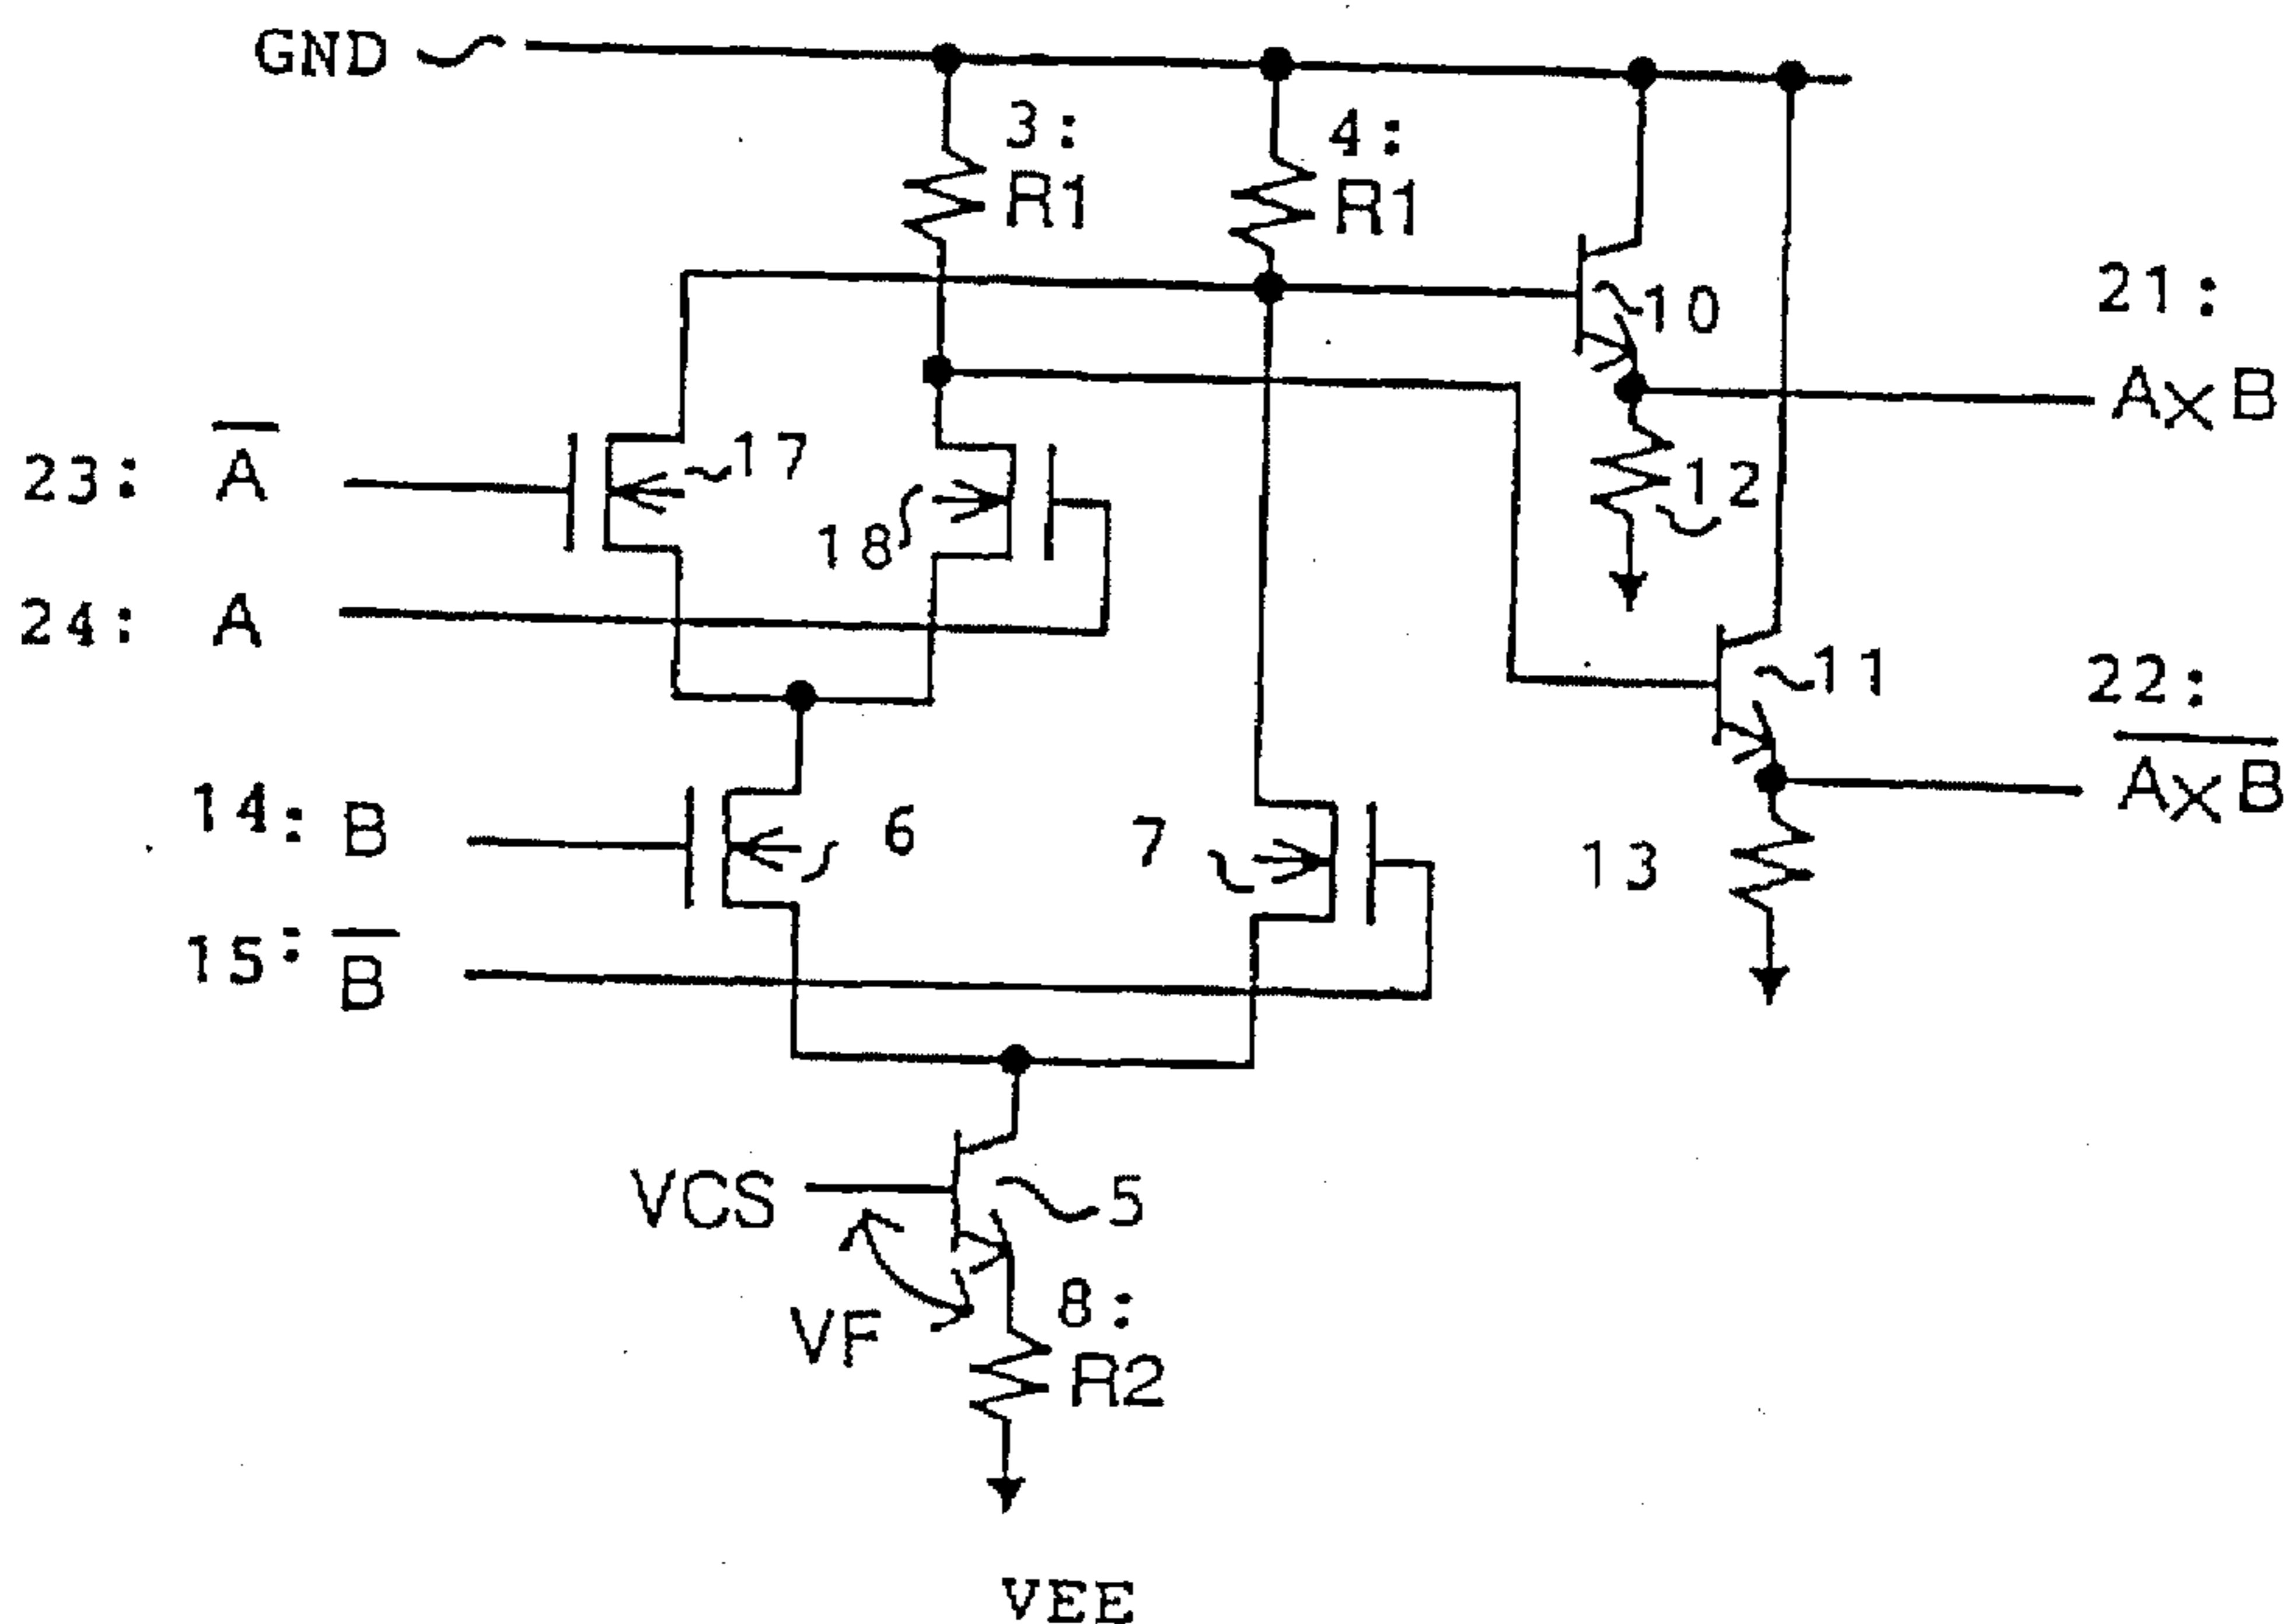 GND
3:
R1
4:
R1
10
21:
A×B
12
23: A̅
17
18
24: A
11
22:
A̅×̅B̅
14: B
6
7
13
15: B̅
VCS
5
VF
8:
R2
VEE